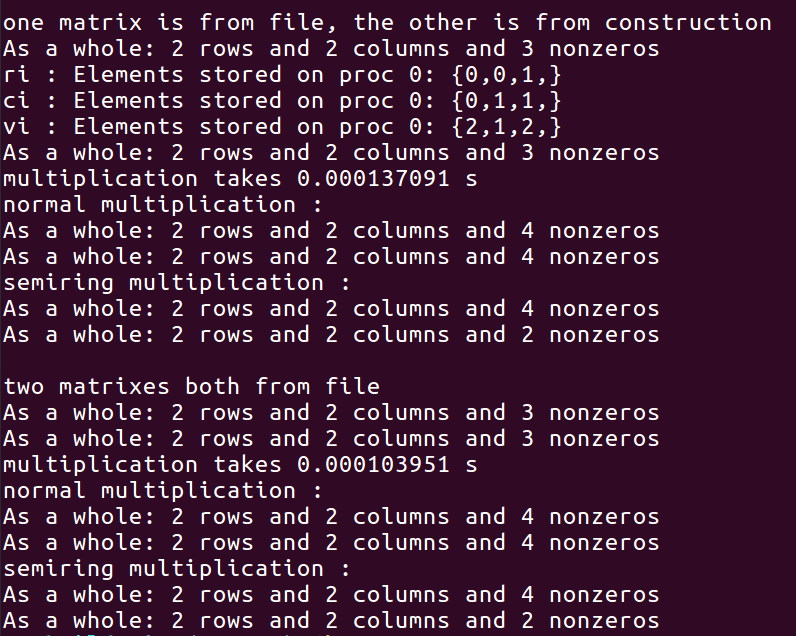 one matrix is from file, the other is from construction
As a whole: 2 rows and 2 columns and 3 nonzeros
ri : Elements stored on proc 0: {0,0,1,}
ci : Elements stored on proc 0: {0,1,1,}
vi : Elements stored on proc 0: {2,1,2,}
As a whole: 2 rows and 2 columns and 3 nonzeros
multiplication takes 0.000137091 s
normal multiplication :
As a whole: 2 rows and 2 columns and 4 nonzeros
As a whole: 2 rows and 2 columns and 4 nonzeros
semiring multiplication :
As a whole: 2 rows and 2 columns and 4 nonzeros
As a whole: 2 rows and 2 columns and 2 nonzeros
two matrixes both from file
As a whole: 2 rows and 2 columns and 3 nonzeros
As a whole: 2 rows and 2 columns and 3 nonzeros
multiplication takes 0.000103951 s
normal multiplication :
As a whole: 2 rows and 2 columns and 4 nonzeros
As a whole: 2 rows and 2 columns and 4 nonzeros
semiring multiplication :
As a whole: 2 rows and 2 columns and 4 nonzeros
As a whole: 2 rows and 2 columns and 2 nonzeros